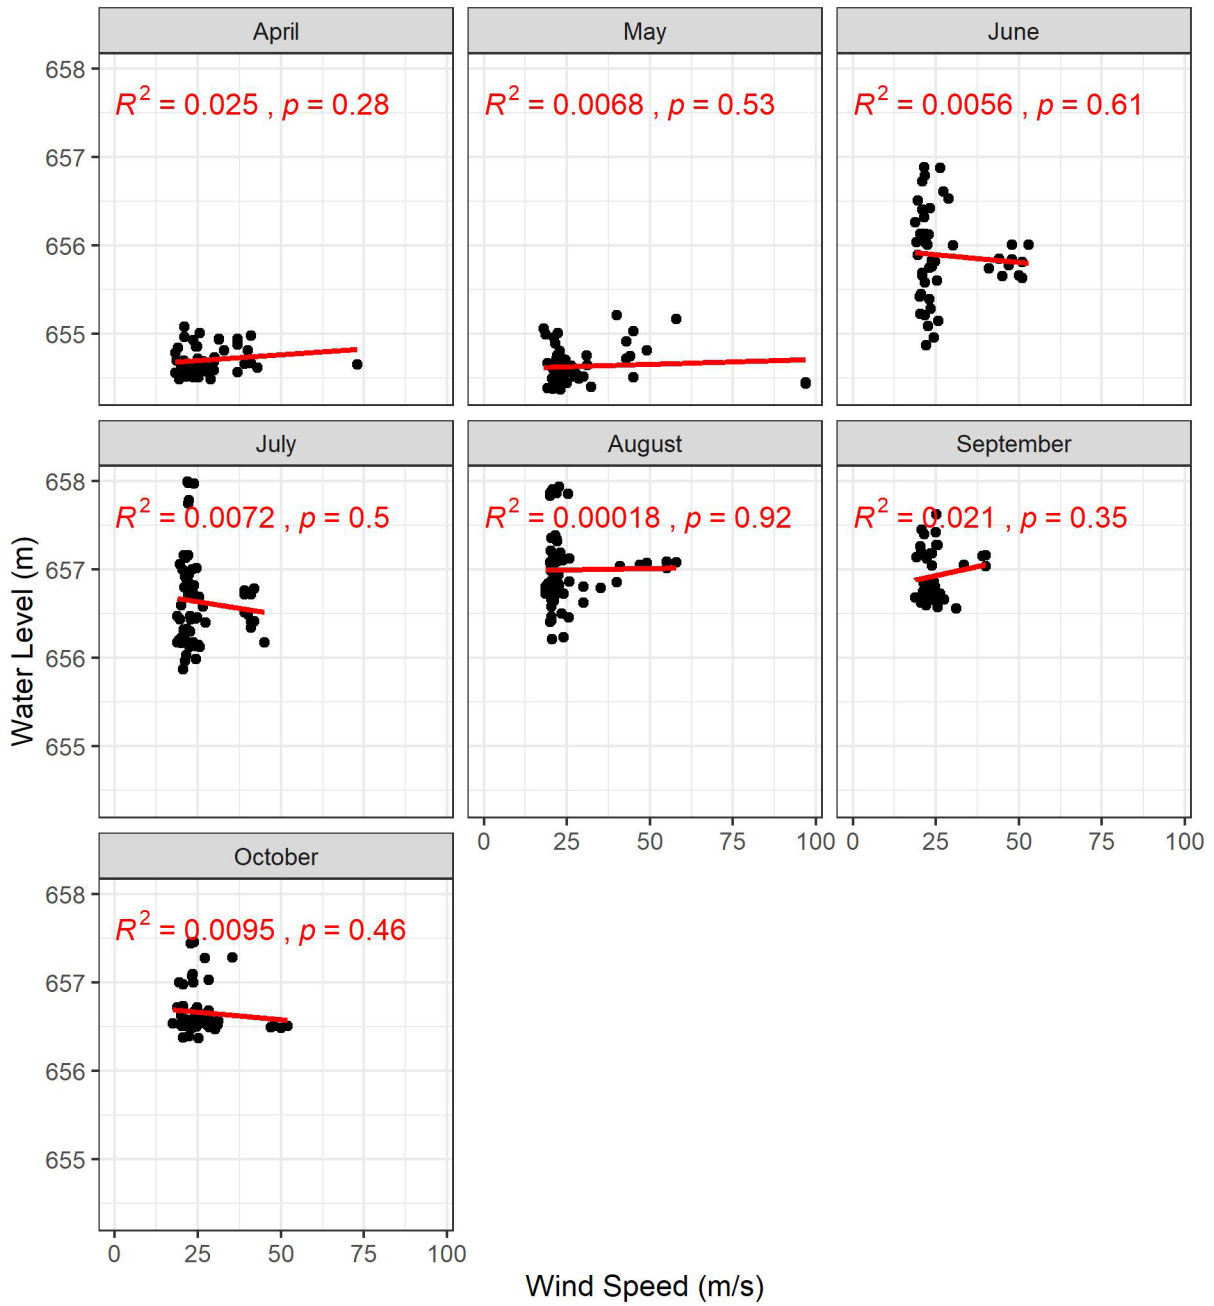 April
May
June
658
657
656
655
R² = 0.025 , p = 0.28
R² = 0.0068 , p = 0.53
R² = 0.0056 , p = 0.61
July
August
September
658
657
656
655
R² = 0.0072 , p = 0.5
R² = 0.00018 , p = 0.92
R² = 0.021 , p = 0.35
Water Level (m)
0 25 50 75 100
0 25 50 75 100
October
658
657
656
655
R² = 0.0095 , p = 0.46
0 25 50 75 100
Wind Speed (m/s)